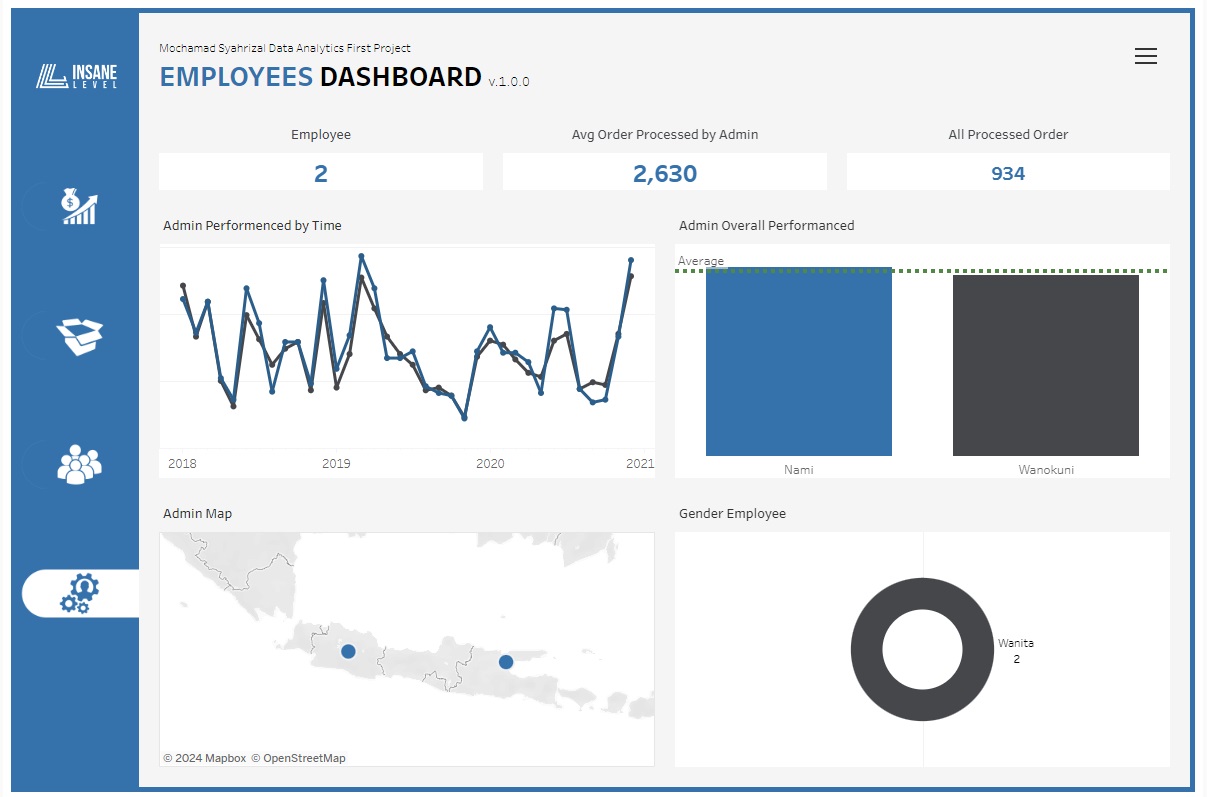 INSANE
LEVEL
Mochamad Syahrizal Data Analytics First Project
EMPLOYEES DASHBOARD v.1.0.0
Employee
Avg Order Processed by Admin
All Processed Order
2
2,630
934
Admin Performenced by Time
Admin Overall Performanced
Average
2018
2019
2020
2021
Nami
Wanokuni
Admin Map
Gender Employee
Wanita
2
© 2024 Mapbox © OpenStreetMap
$